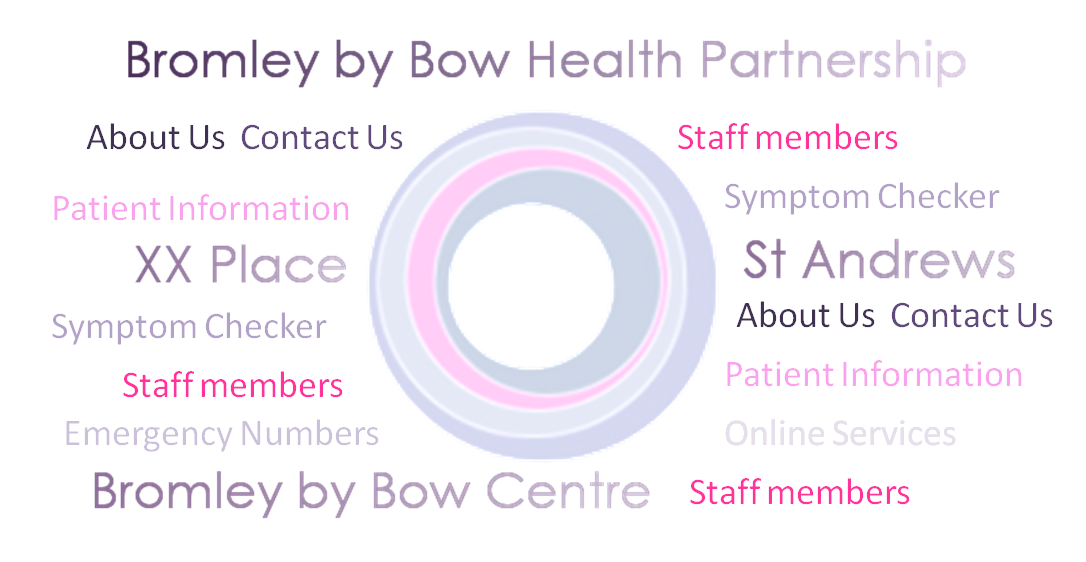 Bromley by Bow Health Partnership
About Us Contact Us
Staff members
Patient Information
Symptom Checker
XX Place
St Andrews
Symptom Checker
About Us Contact Us
Staff members
Patient Information
Emergency Numbers
Online Services
Bromley by Bow Centre
Staff members